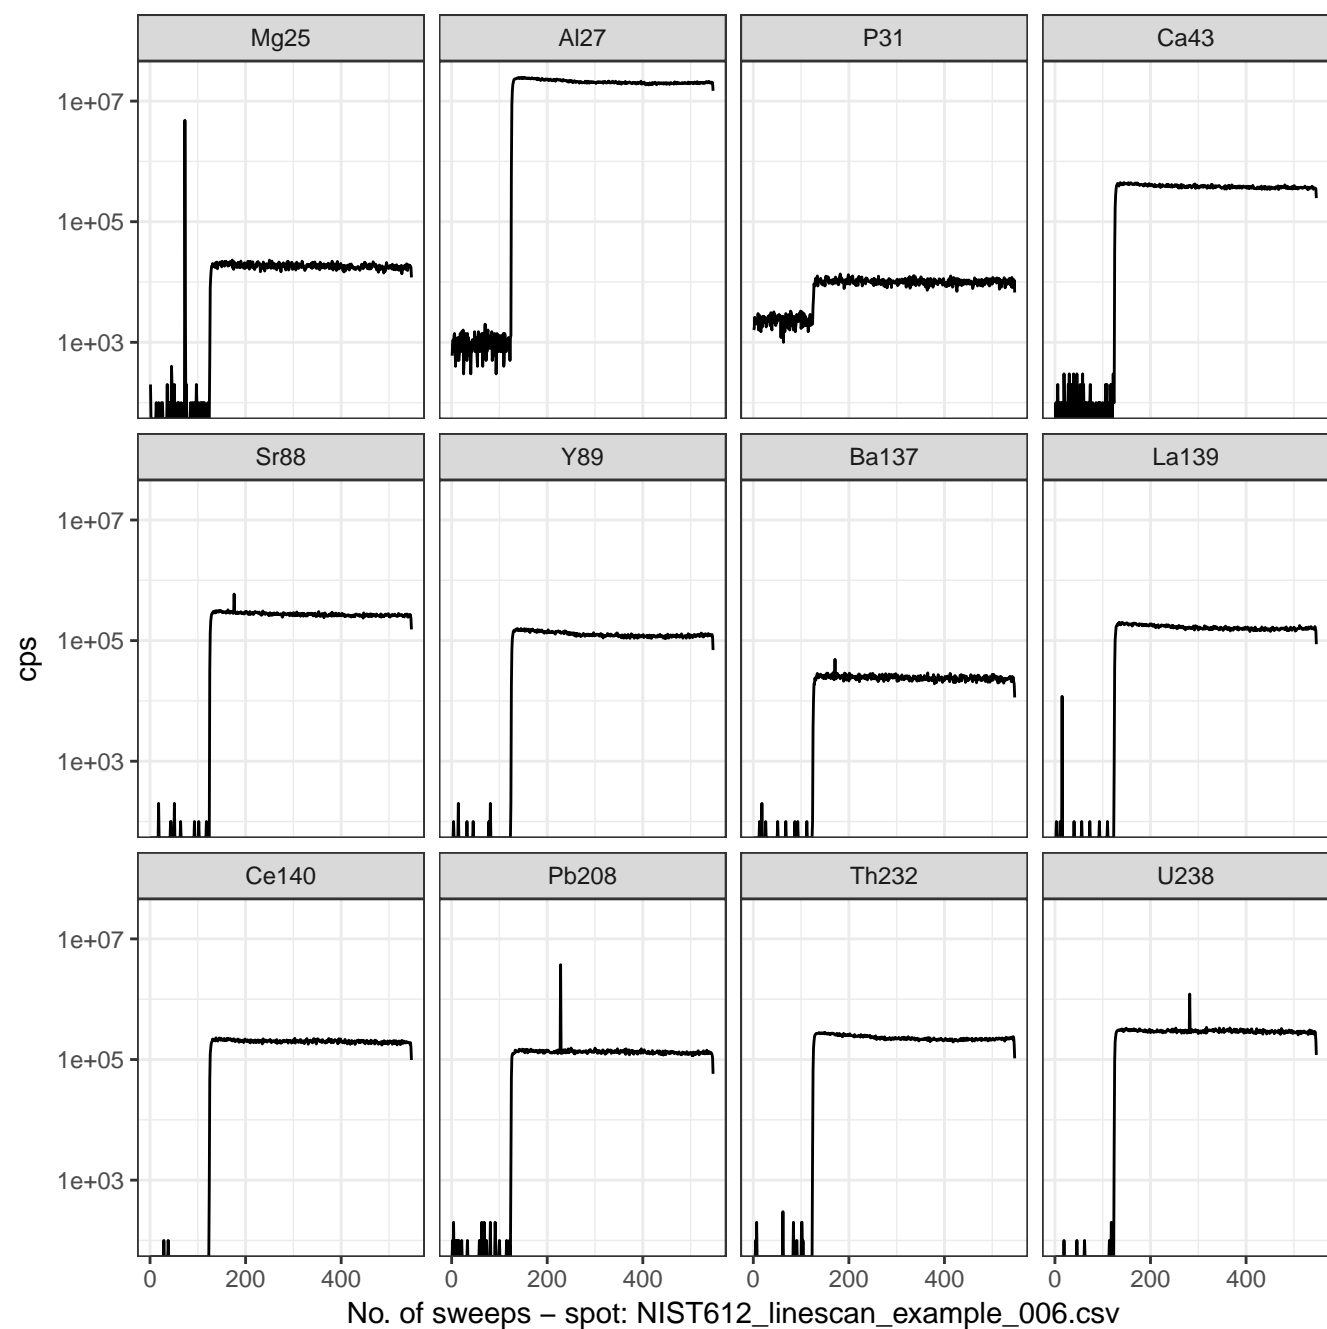 Mg25 Al27 P31 Ca43
1e+07
1e+05
1e+03
Sr88 Y89 Ba137 La139
1e+07
1e+05
1e+03
cps
Ce140 Pb208 Th232 U238
1e+07
1e+05
1e+03
0 200 400 0 200 400 0 200 400 0 200 400
No. of sweeps − spot: NIST612_linescan_example_006.csv